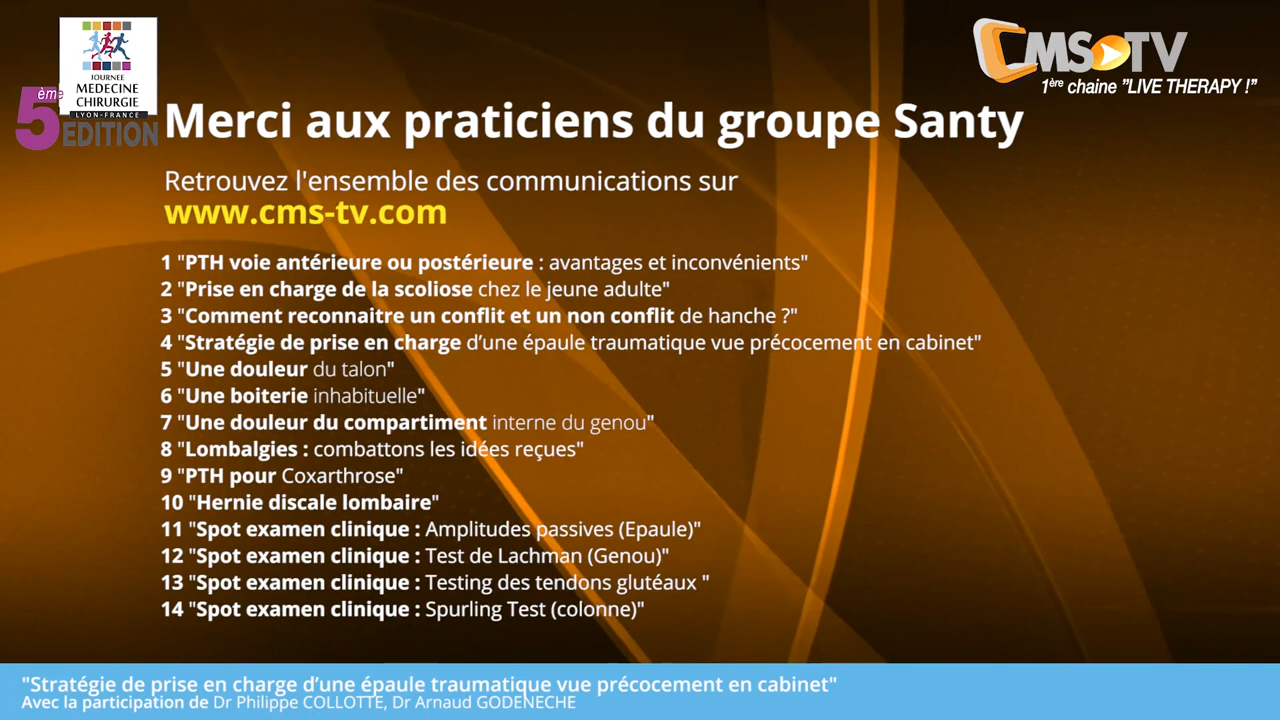 5ème EDITION
JOURNEE
MEDECINE
CHIRURGIE
LYON-FRANCE
CMS TV
1ère chaine "LIVE THERAPY !"
Merci aux praticiens du groupe Santy
Retrouvez l'ensemble des communications sur
www.cms-tv.com
1 "PTH voie antérieure ou postérieure : avantages et inconvénients"
2 "Prise en charge de la scoliose chez le jeune adulte"
3 "Comment reconnaitre un conflit et un non conflit de hanche ?"
4 "Stratégie de prise en charge d’une épaule traumatique vue précocement en cabinet"
5 "Une douleur du talon"
6 "Une boiterie inhabituelle"
7 "Une douleur du compartiment interne du genou"
8 "Lombalgies : combattons les idées reçues"
9 "PTH pour Coxarthrose"
10 "Hernie discale lombaire"
11 "Spot examen clinique : Amplitudes passives (Epaule)"
12 "Spot examen clinique : Test de Lachman (Genou)"
13 "Spot examen clinique : Testing des tendons glutéaux "
14 "Spot examen clinique : Spurling Test (colonne)"
"Stratégie de prise en charge d’une épaule traumatique vue précocement en cabinet"
Avec la participation de Dr Philippe COLLOTTE, Dr Arnaud GODENECHE